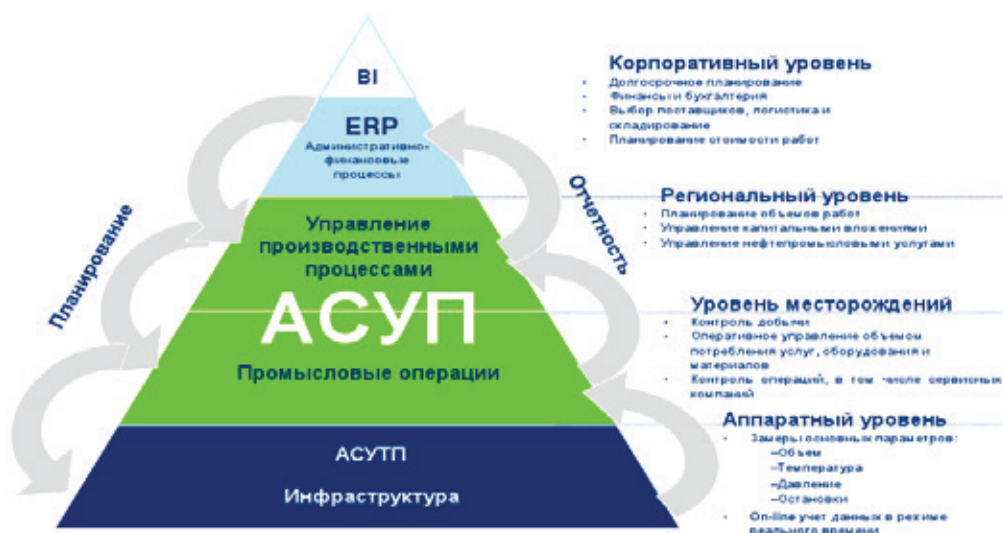 BI
ERP
Административно-
финансовые
процессы
Управление
производственными
процессами
АСУП
Промысловые операции
АСУТП
Инфраструктура
Планирование
Отчетность
Корпоративный уровень
• Долгосрочное планирование
• Финансы и бухгалтерия
• Выбор поставщиков, логистика и
складирование
• Планирование стоимости работ
Региональный уровень
• Планирование объемов работ
• Управление капитальными вложениями
• Управление нефтепромысловыми услугами
Уровень месторождений
• Контроль добычи
• Оперативное управление объемом
потребления услуг, оборудования и
материалов
• Контроль операций, в том числе сервисных
компаний
Аппаратный уровень
• Замеры основных параметров:
–Объем
–Температура
–Давление
–Остановки
• On-line учет данных в режиме
реального времени